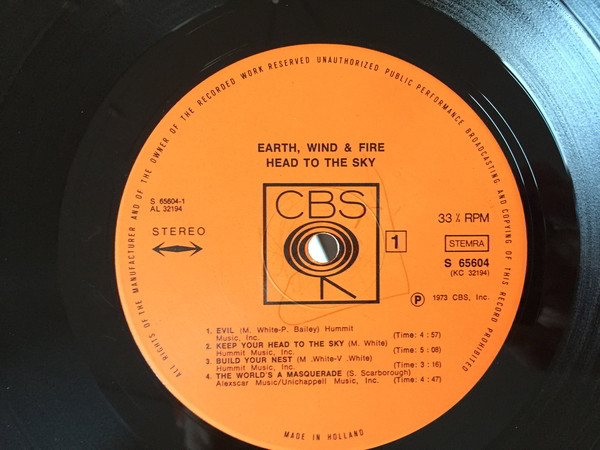 ALL RIGHTS OF THE MANUFACTURER AND OF THE OWNER OF THE RECORDED WORK RESERVED UNAUTHORIZED PUBLIC PERFORMANCE BROADCASTING AND COPYING OF THIS RECORD PROHIBITED
EARTH, WIND & FIRE
HEAD TO THE SKY
S 65604-1
AL 32194
STEREO
CBS
1
33⅓ RPM
STEMRA
S 65604
(KC 32194)
Ⓟ 1973 CBS, Inc.
1. EVIL (M. White-P. Bailey) Hummit
Music, Inc. (Time: 4 : 57)
2. KEEP YOUR HEAD TO THE SKY (M. White)
Hummit Music, Inc. (Time: 5 : 08)
3. BUILD YOUR NEST (M .White-V .White)
Hummit Music, Inc. (Time: 3 : 16)
4. THE WORLD'S A MASQUERADE (S. Scarborough)
Alexscar Music/Unichappell Music, Inc. (Time: 4 : 47)
MADE IN HOLLAND